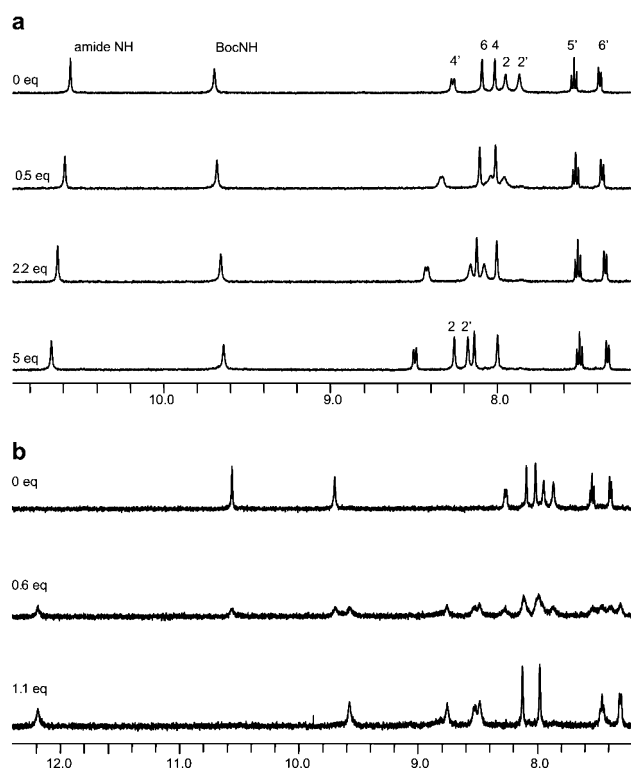 a
amide NH BocNH 4' 6 4 2 2' 5' 6'
0 eq
0.5 eq
2.2 eq
2 2'
5 eq
10.0 9.0 8.0
b
0 eq
0.6 eq
1.1 eq
12.0 11.0 10.0 9.0 8.0